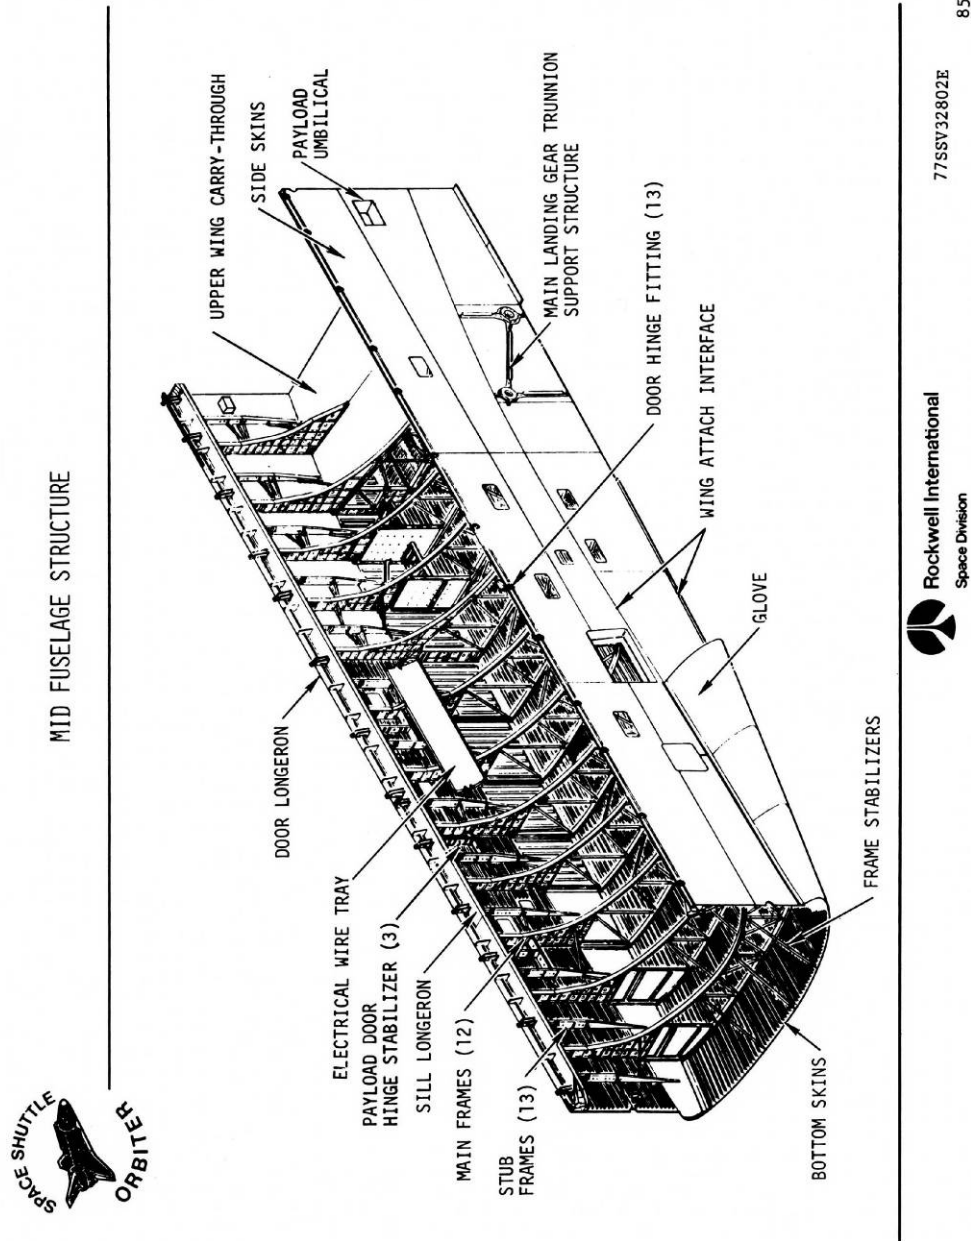 SPACE SHUTTLE
ORBITER
MID FUSELAGE STRUCTURE
UPPER WING CARRY-THROUGH
SIDE SKINS
PAYLOAD
UMBILICAL
DOOR LONGERON
ELECTRICAL WIRE TRAY
PAYLOAD DOOR
HINGE STABILIZER (3)
SILL LONGERON
MAIN FRAMES (12)
STUB
FRAMES (13)
MAIN LANDING GEAR TRUNNION
SUPPORT STRUCTURE
DOOR HINGE FITTING (13)
WING ATTACH INTERFACE
GLOVE
FRAME STABILIZERS
BOTTOM SKINS
Rockwell International
Space Division
77SSV32802E
85